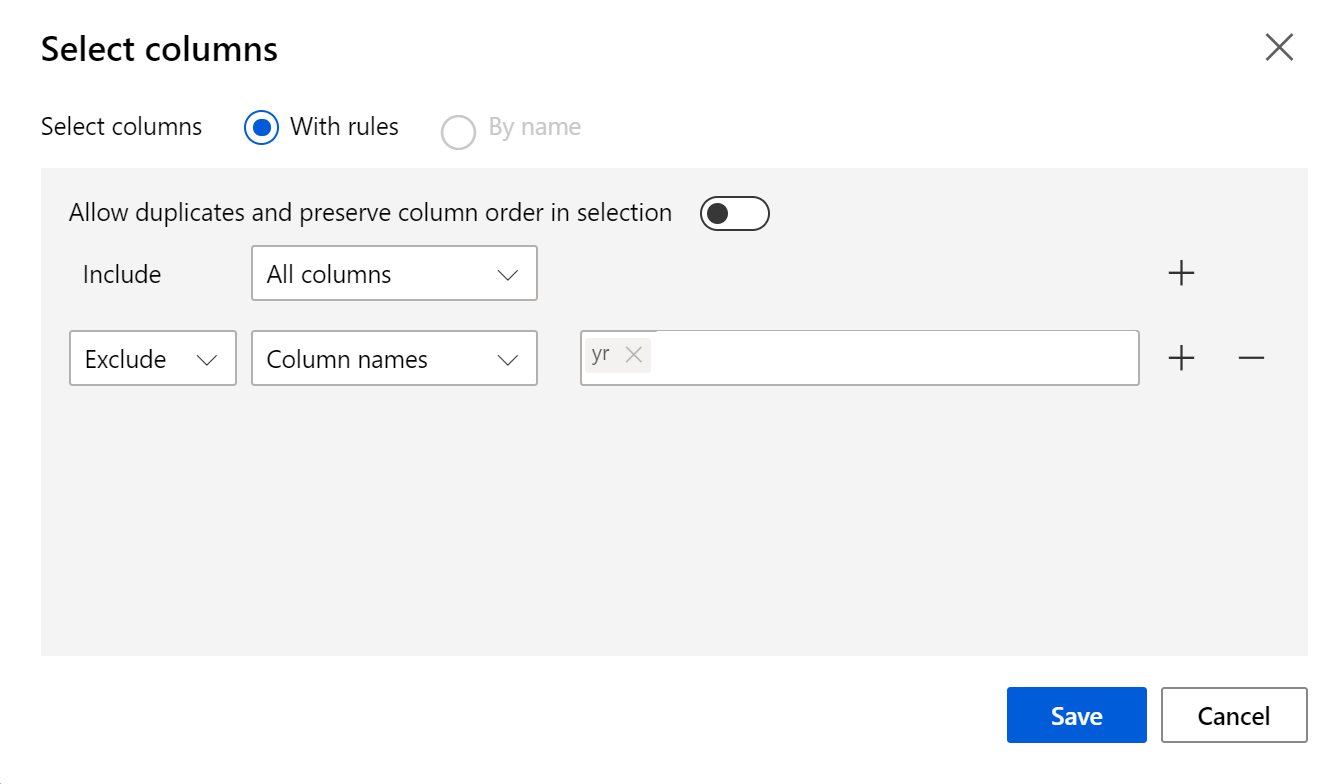 Select columns
Select columns With rules By name
Allow duplicates and preserve column order in selection
Include All columns
Exclude Column names yr
Save Cancel